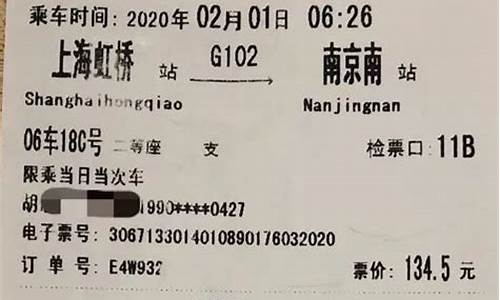 乘车时间: 2020年 02月 01日 06:26
上海虹桥 站 G102 南京南 站
Shanghaihongqiao Nanjingnan
06车18C号 二等座 支 检票口:11B
限乘当日当次车
胡 1990****0427
电子票号: 3067133014010890176032020
订 单 号: E4W932 票价: 134.5 元